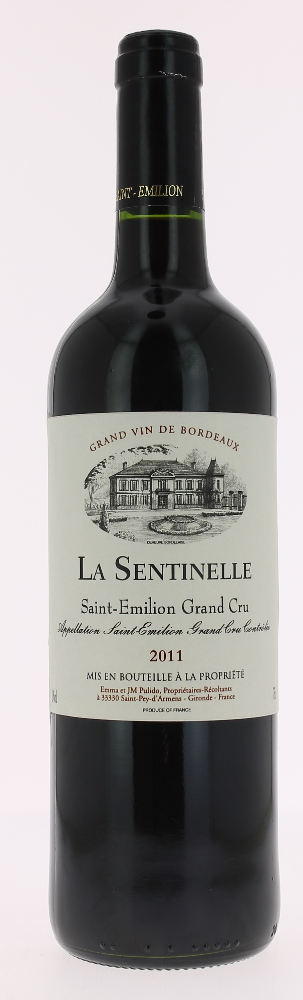 SAINT - EMILION
GRAND VIN DE BORDEAUX
DEMEURE BORDELAISE
LA SENTINELLE
Saint-Emilion Grand Cru
Appellation Saint-Emilion Grand Cru Contrôlée
2011
MIS EN BOUTEILLE À LA PROPRIÉTÉ
Emma et JM Pulido, Propriétaires-Récoltants
à 33330 Saint-Pey-d'Armens - Gironde - France
PRODUCE OF FRANCE